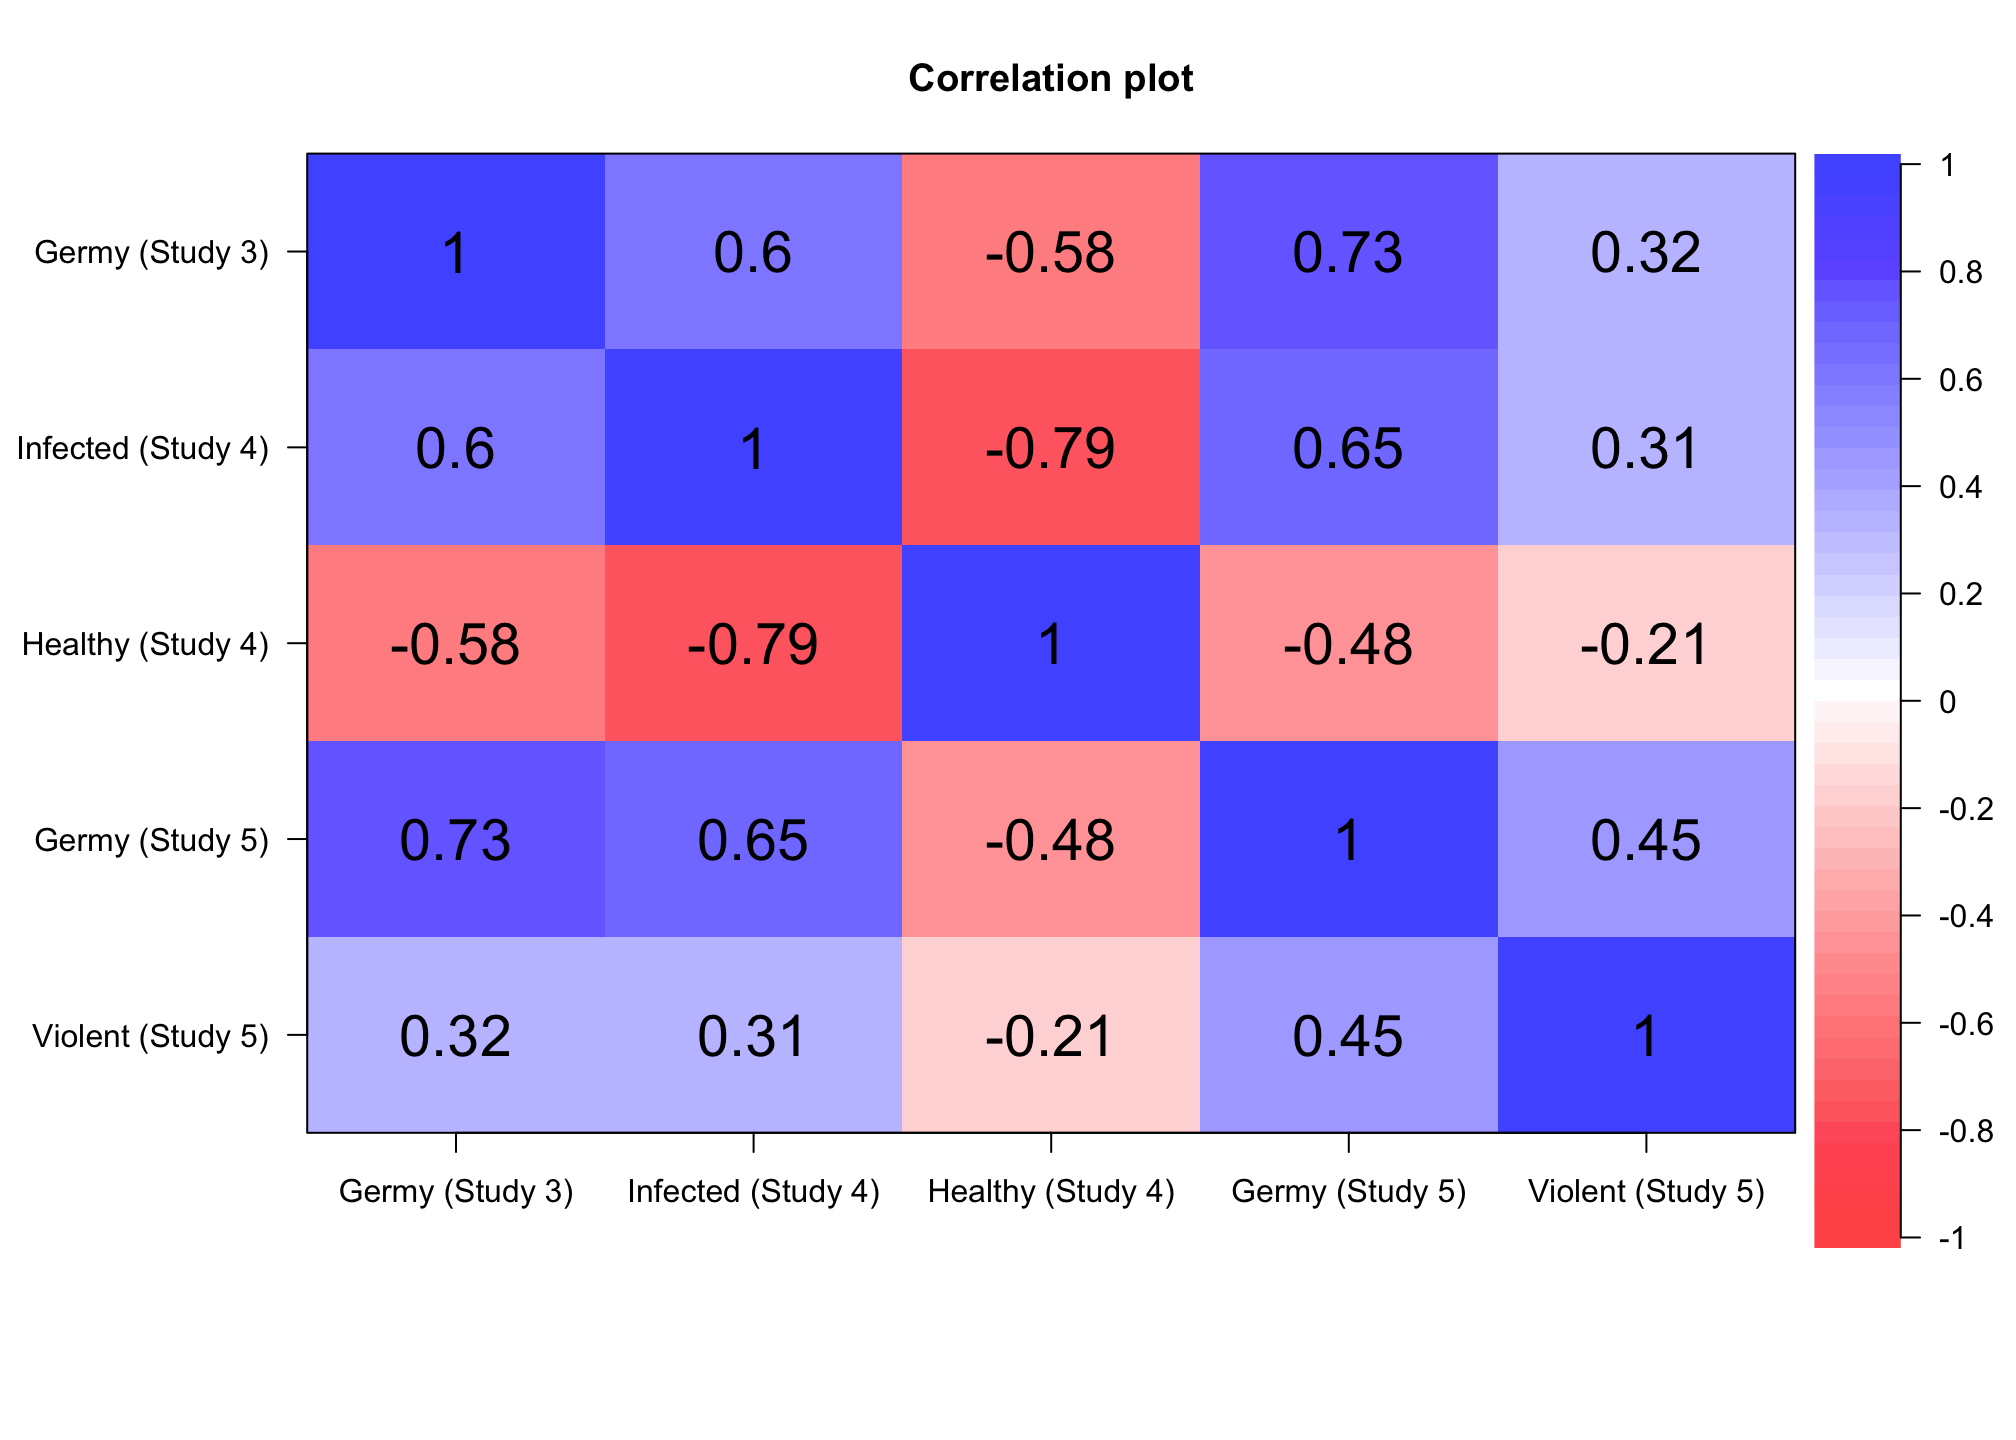 Correlation plot
Germy (Study 3) 1 0.6 -0.58 0.73 0.32
Infected (Study 4) 0.6 1 -0.79 0.65 0.31
Healthy (Study 4) -0.58 -0.79 1 -0.48 -0.21
Germy (Study 5) 0.73 0.65 -0.48 1 0.45
Violent (Study 5) 0.32 0.31 -0.21 0.45 1
Germy (Study 3) Infected (Study 4) Healthy (Study 4) Germy (Study 5) Violent (Study 5)
1
0.8
0.6
0.4
0.2
0
-0.2
-0.4
-0.6
-0.8
-1